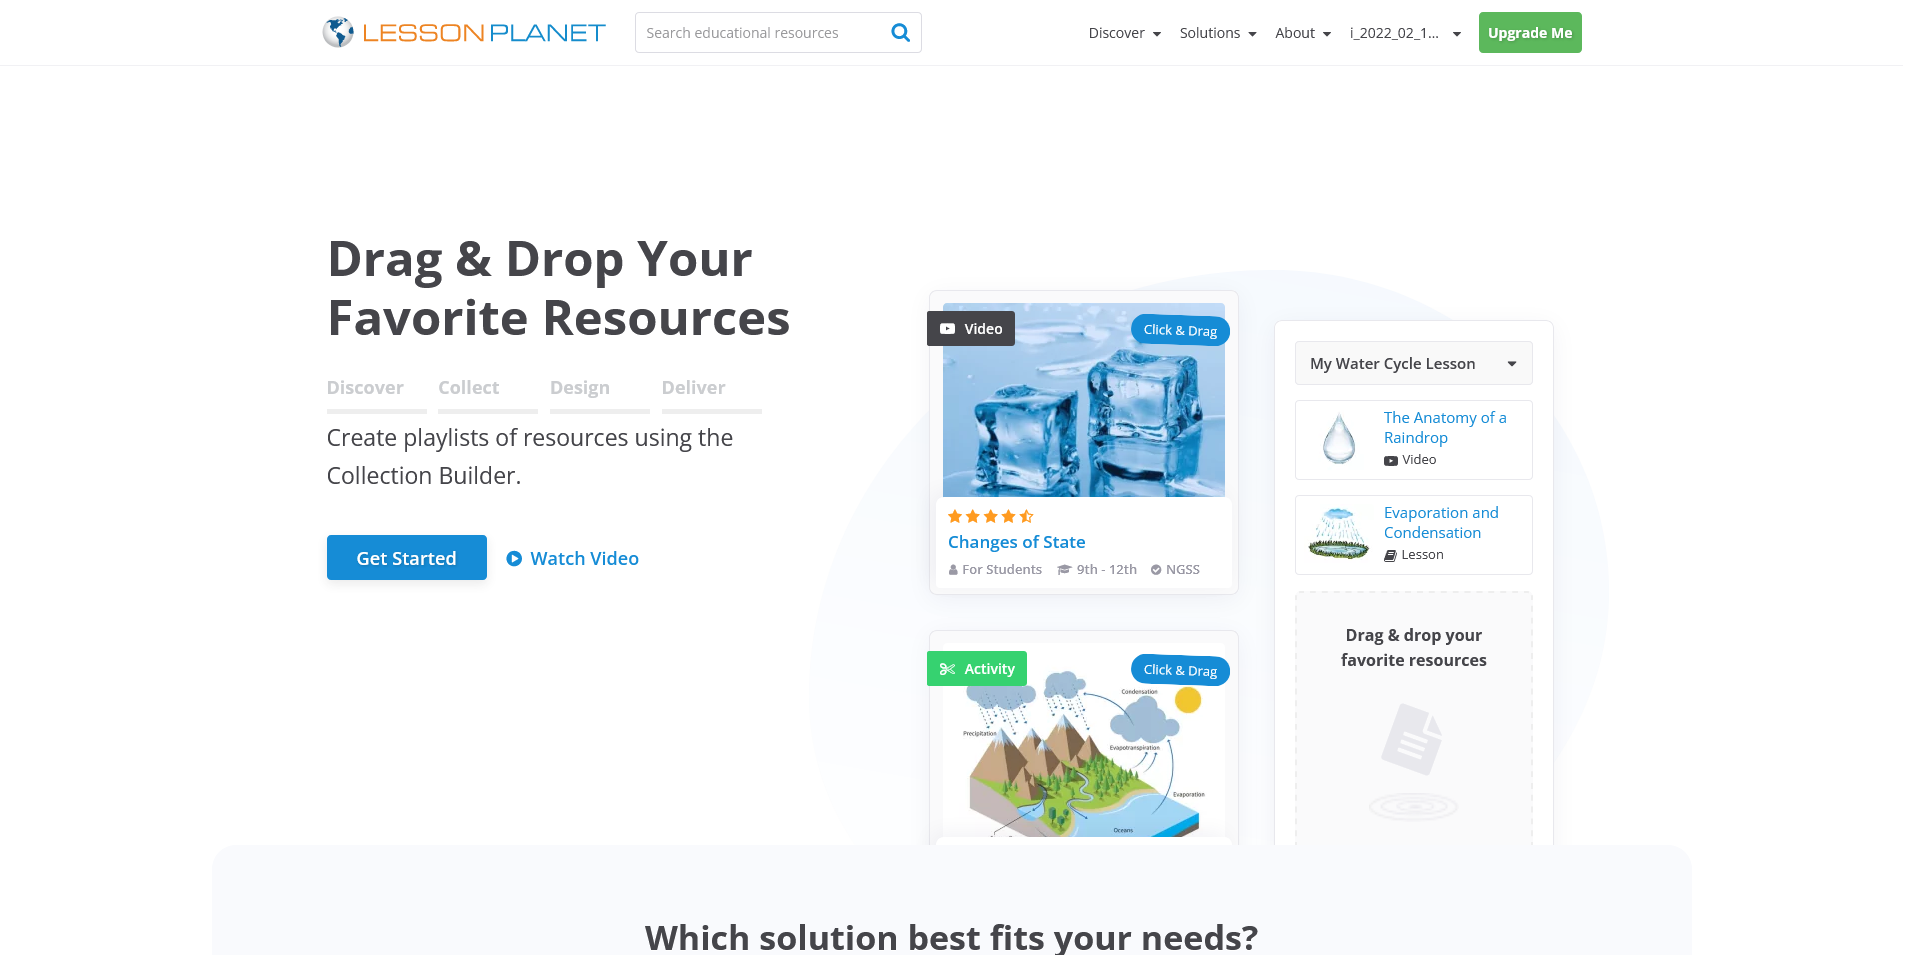 LESSONPLANET
Search educational resources
Discover
Solutions
About
i_2022_02_1...
Upgrade Me
Drag & Drop Your
Favorite Resources
Discover
Collect
Design
Deliver
Create playlists of resources using the
Collection Builder.
Get Started
Watch Video
Video
Click & Drag
Changes of State
For Students
9th - 12th
NGSS
Activity
Click & Drag
Condensation
Precipitation
Evapotranspiration
Evaporation
Oceans
My Water Cycle Lesson
The Anatomy of a
Raindrop
Video
Evaporation and
Condensation
Lesson
Drag & drop your
favorite resources
Which solution best fits your needs?